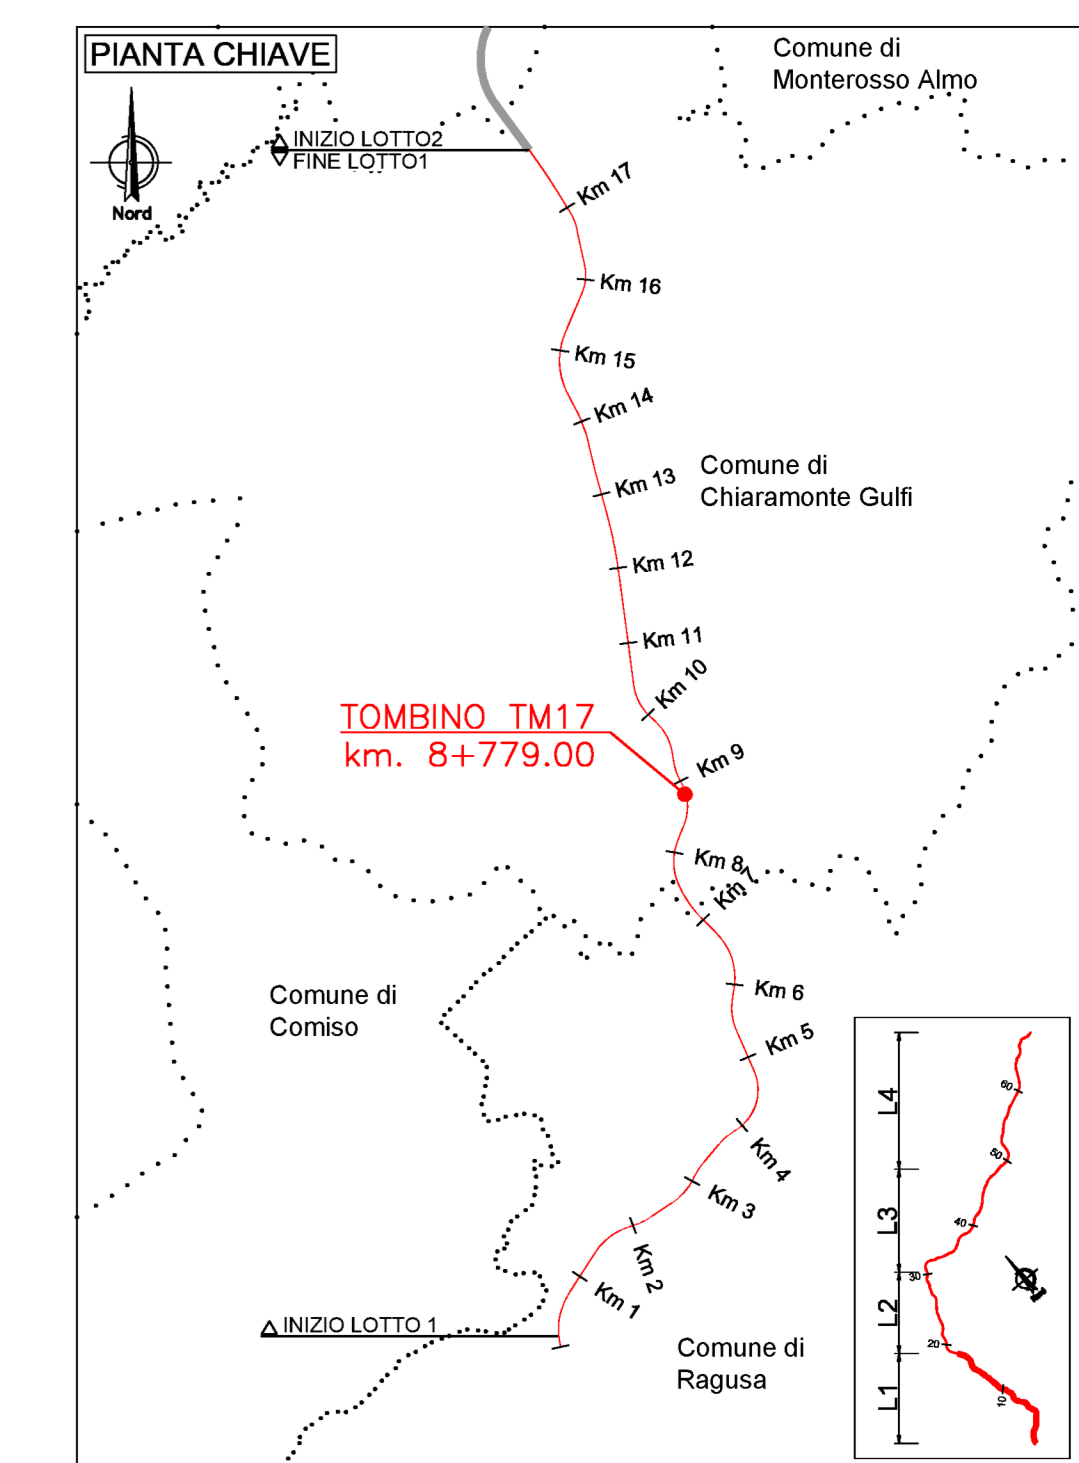 PIANTA CHIAVE
Comune di
Monterosso Almo
INIZIO LOTTO2
FINE LOTTO1
Nord
Km 17
Km 16
Km 15
Km 14
Km 13
Comune di
Chiaramonte Gulfi
Km 12
Km 11
Km 10
TOMBINO TM17
km. 8+779.00
Km 9
Km 8
Km 7
Km 6
Comune di
Comiso
Km 5
Km 4
Km 3
Km 2
Km 1
INIZIO LOTTO 1
Comune di
Ragusa
L4
60
50
L3
40
30
L2
20
L1
10